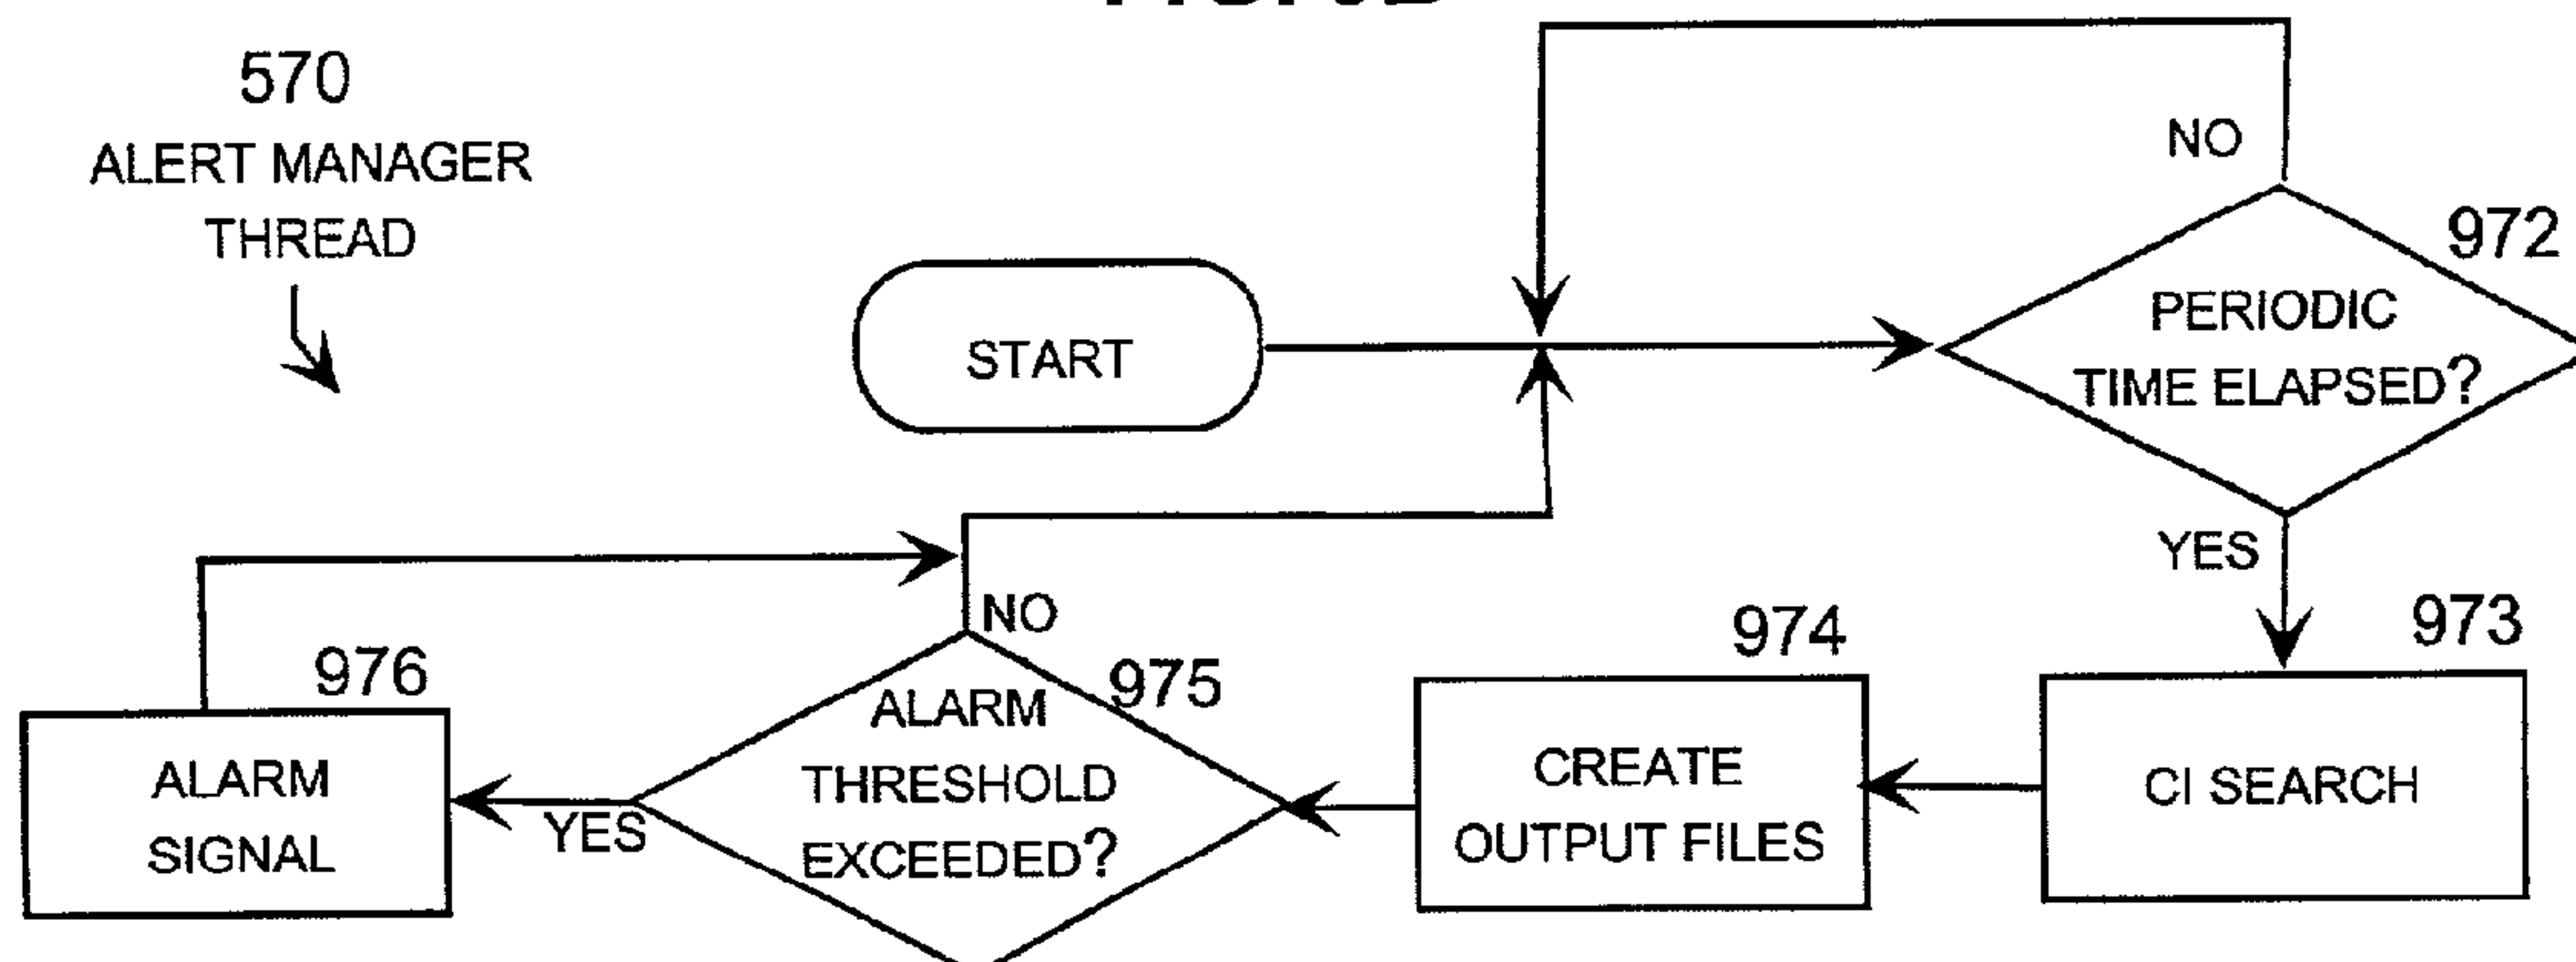 570
ALERT MANAGER
THREAD
START
NO
972
PERIODIC
TIME ELAPSED?
YES
973
CI SEARCH
974
CREATE
OUTPUT FILES
975
NO
ALARM
THRESHOLD
EXCEEDED?
YES
976
ALARM
SIGNAL